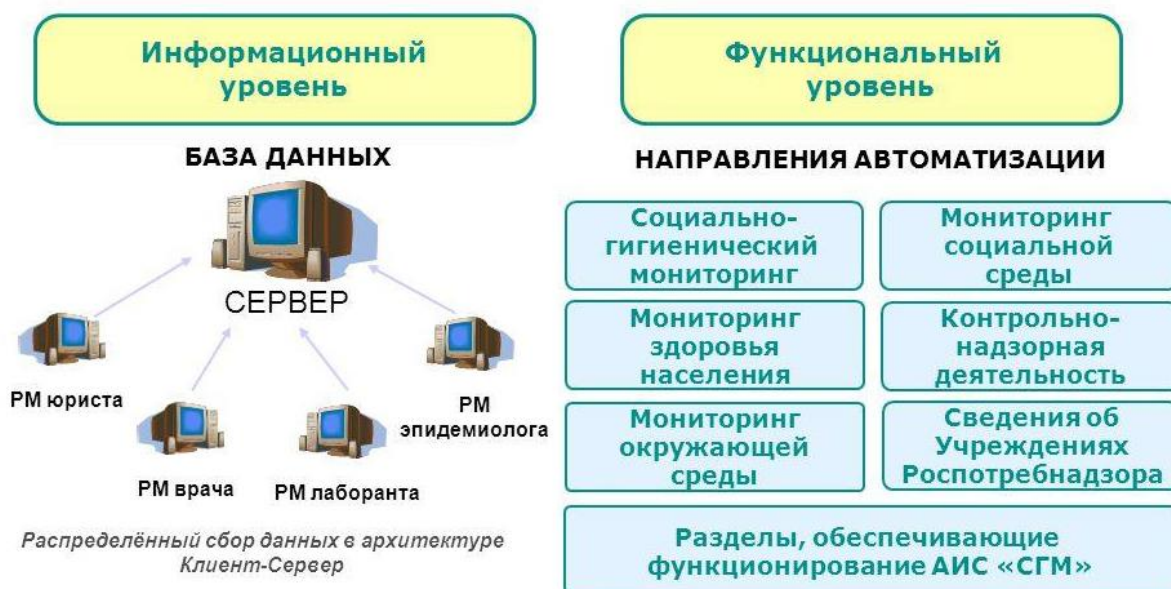 Информационный
уровень
БАЗА ДАННЫХ
СЕРВЕР
РМ юриста
РМ врача
РМ лаборанта
РМ
эпидемиолога
Распределённый сбор данных в архитектуре
Клиент-Сервер
Функциональный
уровень
НАПРАВЛЕНИЯ АВТОМАТИЗАЦИИ
Социально-
гигиенический
мониторинг
Мониторинг
социальной
среды
Мониторинг
здоровья
населения
Контрольно-
надзорная
деятельность
Мониторинг
окружающей
среды
Сведения об
Учреждениях
Роспотребнадзора
Разделы, обеспечивающие
функционирование АИС «СГМ»